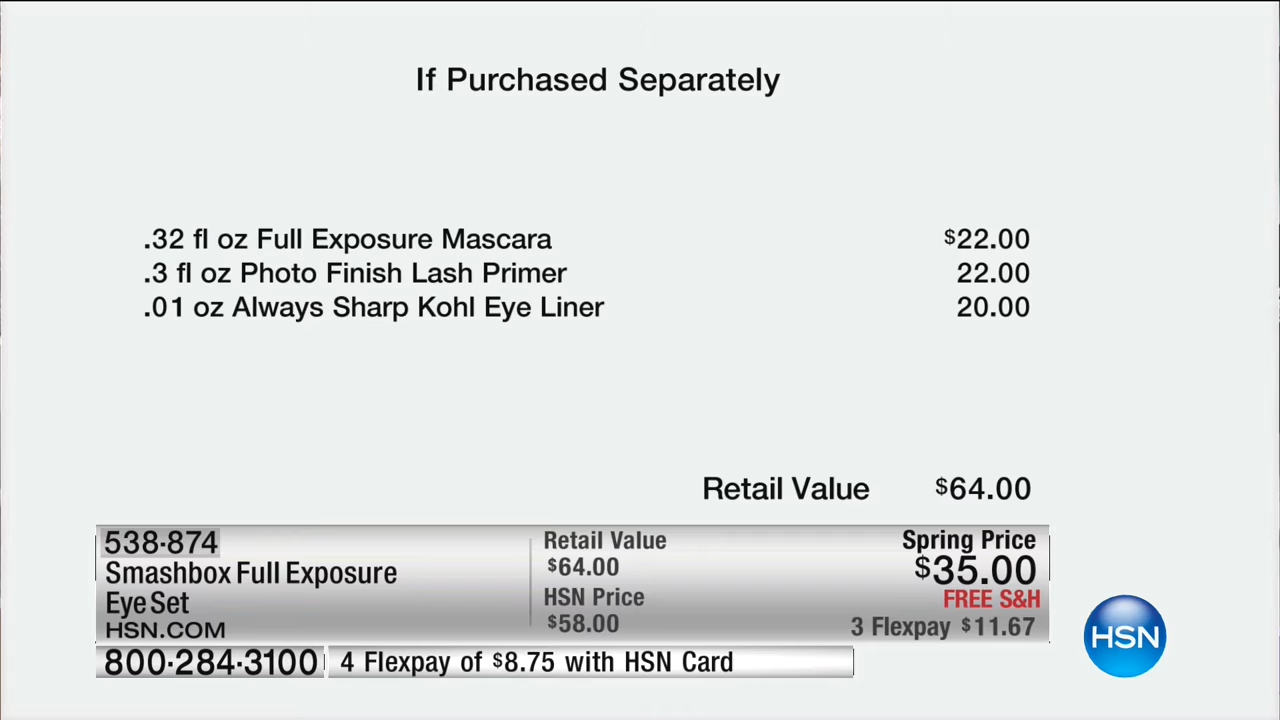 If Purchased Separately
.32 fl oz Full Exposure Mascara $22.00
.3 fl oz Photo Finish Lash Primer 22.00
.01 oz Always Sharp Kohl Eye Liner 20.00
Retail Value $64.00
538-874
Smashbox Full Exposure
Eye Set
HSN.COM
Retail Value
$64.00
HSN Price
$58.00
Spring Price
$35.00
FREE S&H
3 Flexpay $11.67
800·284·3100
4 Flexpay of $8.75 with HSN Card
HSN